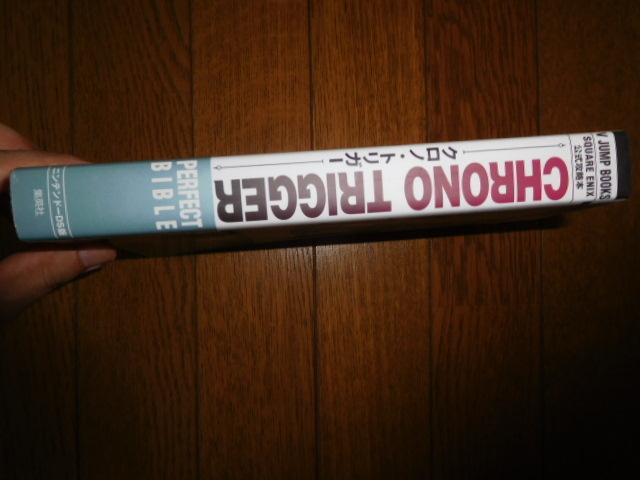 V JUMP BOOKS
SQUARE ENIX
公式攻略本
CHRONO TRIGGER
クロノ・トリガー
PERFECT
BIBLE
ニンテンドーDS版
集英社